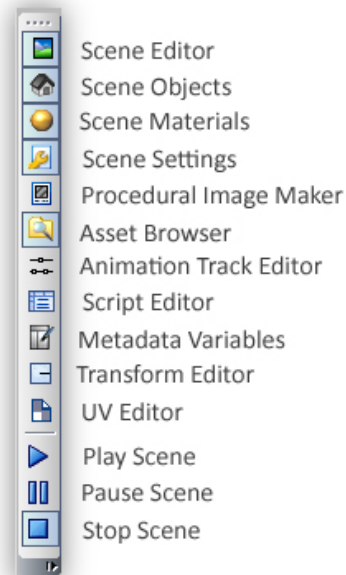 Scene Editor
Scene Objects
Scene Materials
Scene Settings
Procedural Image Maker
Asset Browser
Animation Track Editor
Script Editor
Metadata Variables
Transform Editor
UV Editor
Play Scene
Pause Scene
Stop Scene